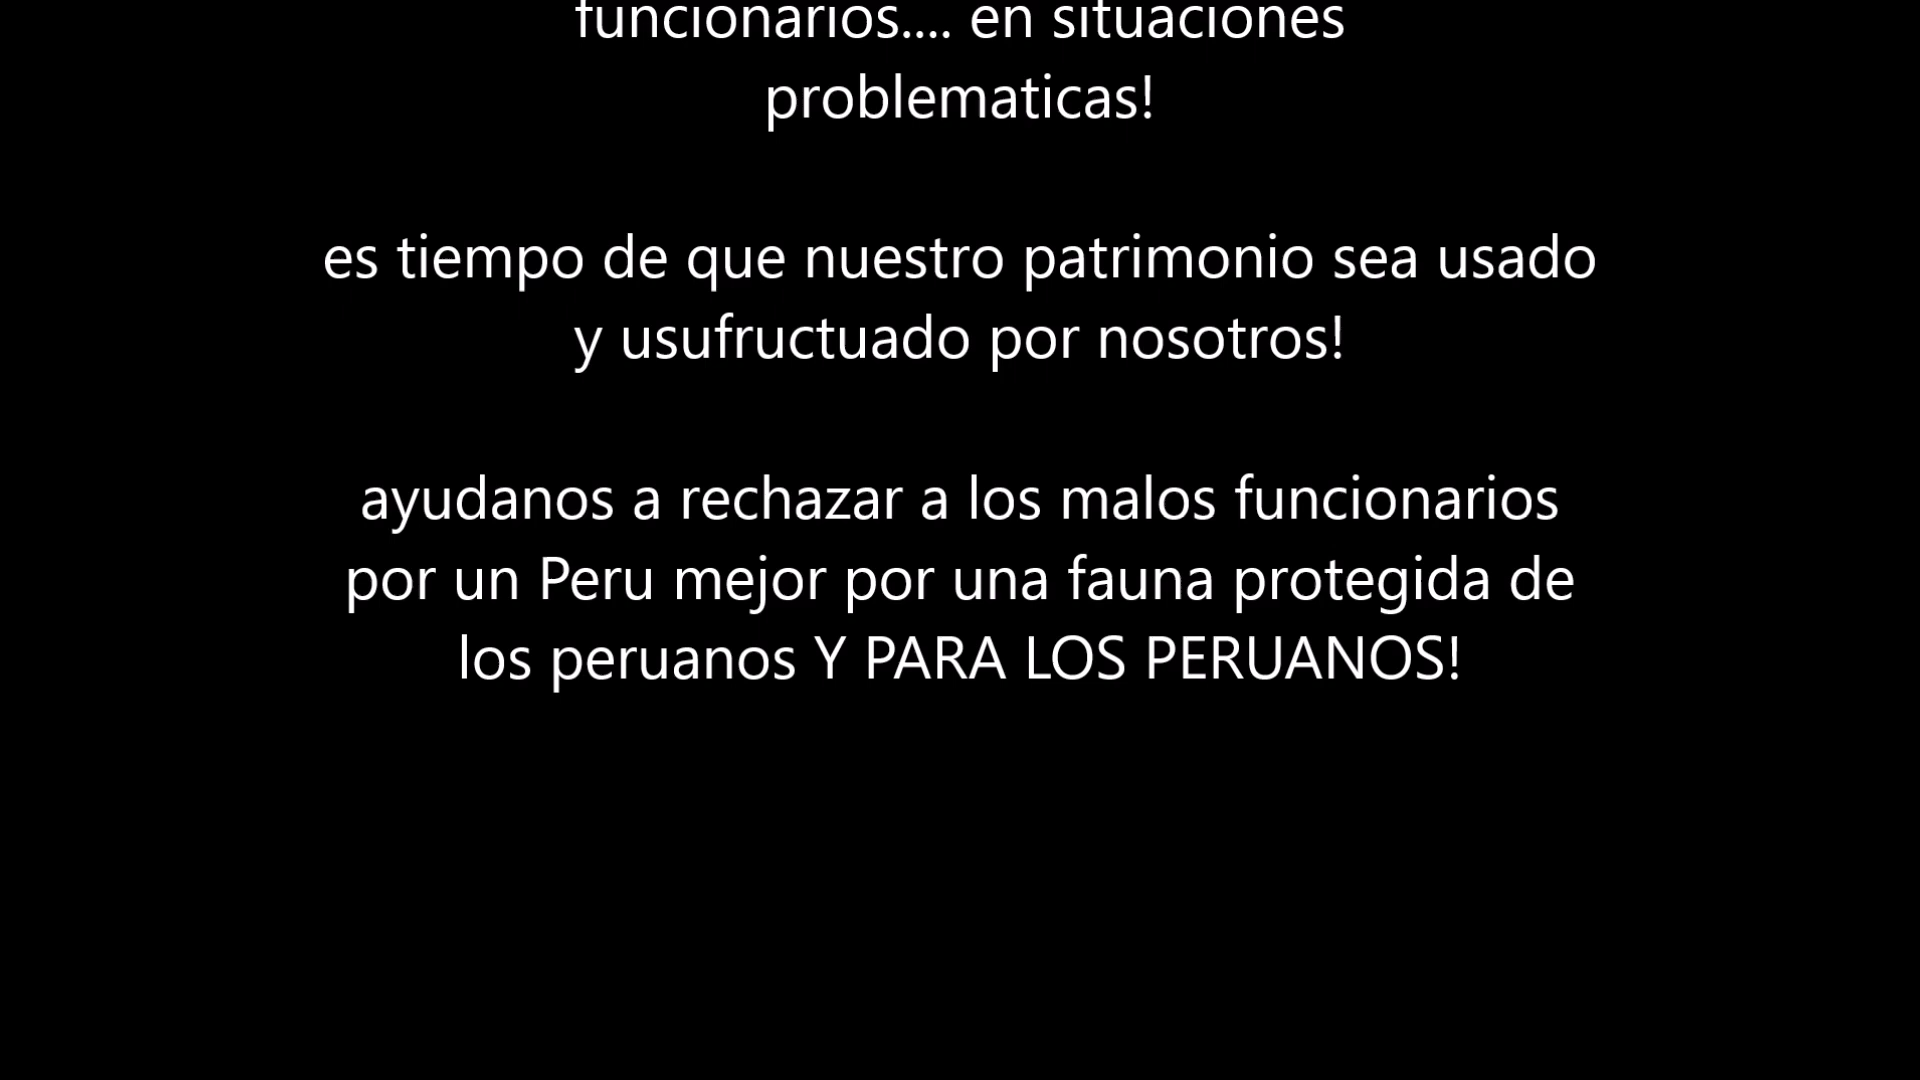 funcionarios.... en situaciones
problematicas!
es tiempo de que nuestro patrimonio sea usado
y usufructuado por nosotros!
ayudanos a rechazar a los malos funcionarios
por un Peru mejor por una fauna protegida de
los peruanos Y PARA LOS PERUANOS!